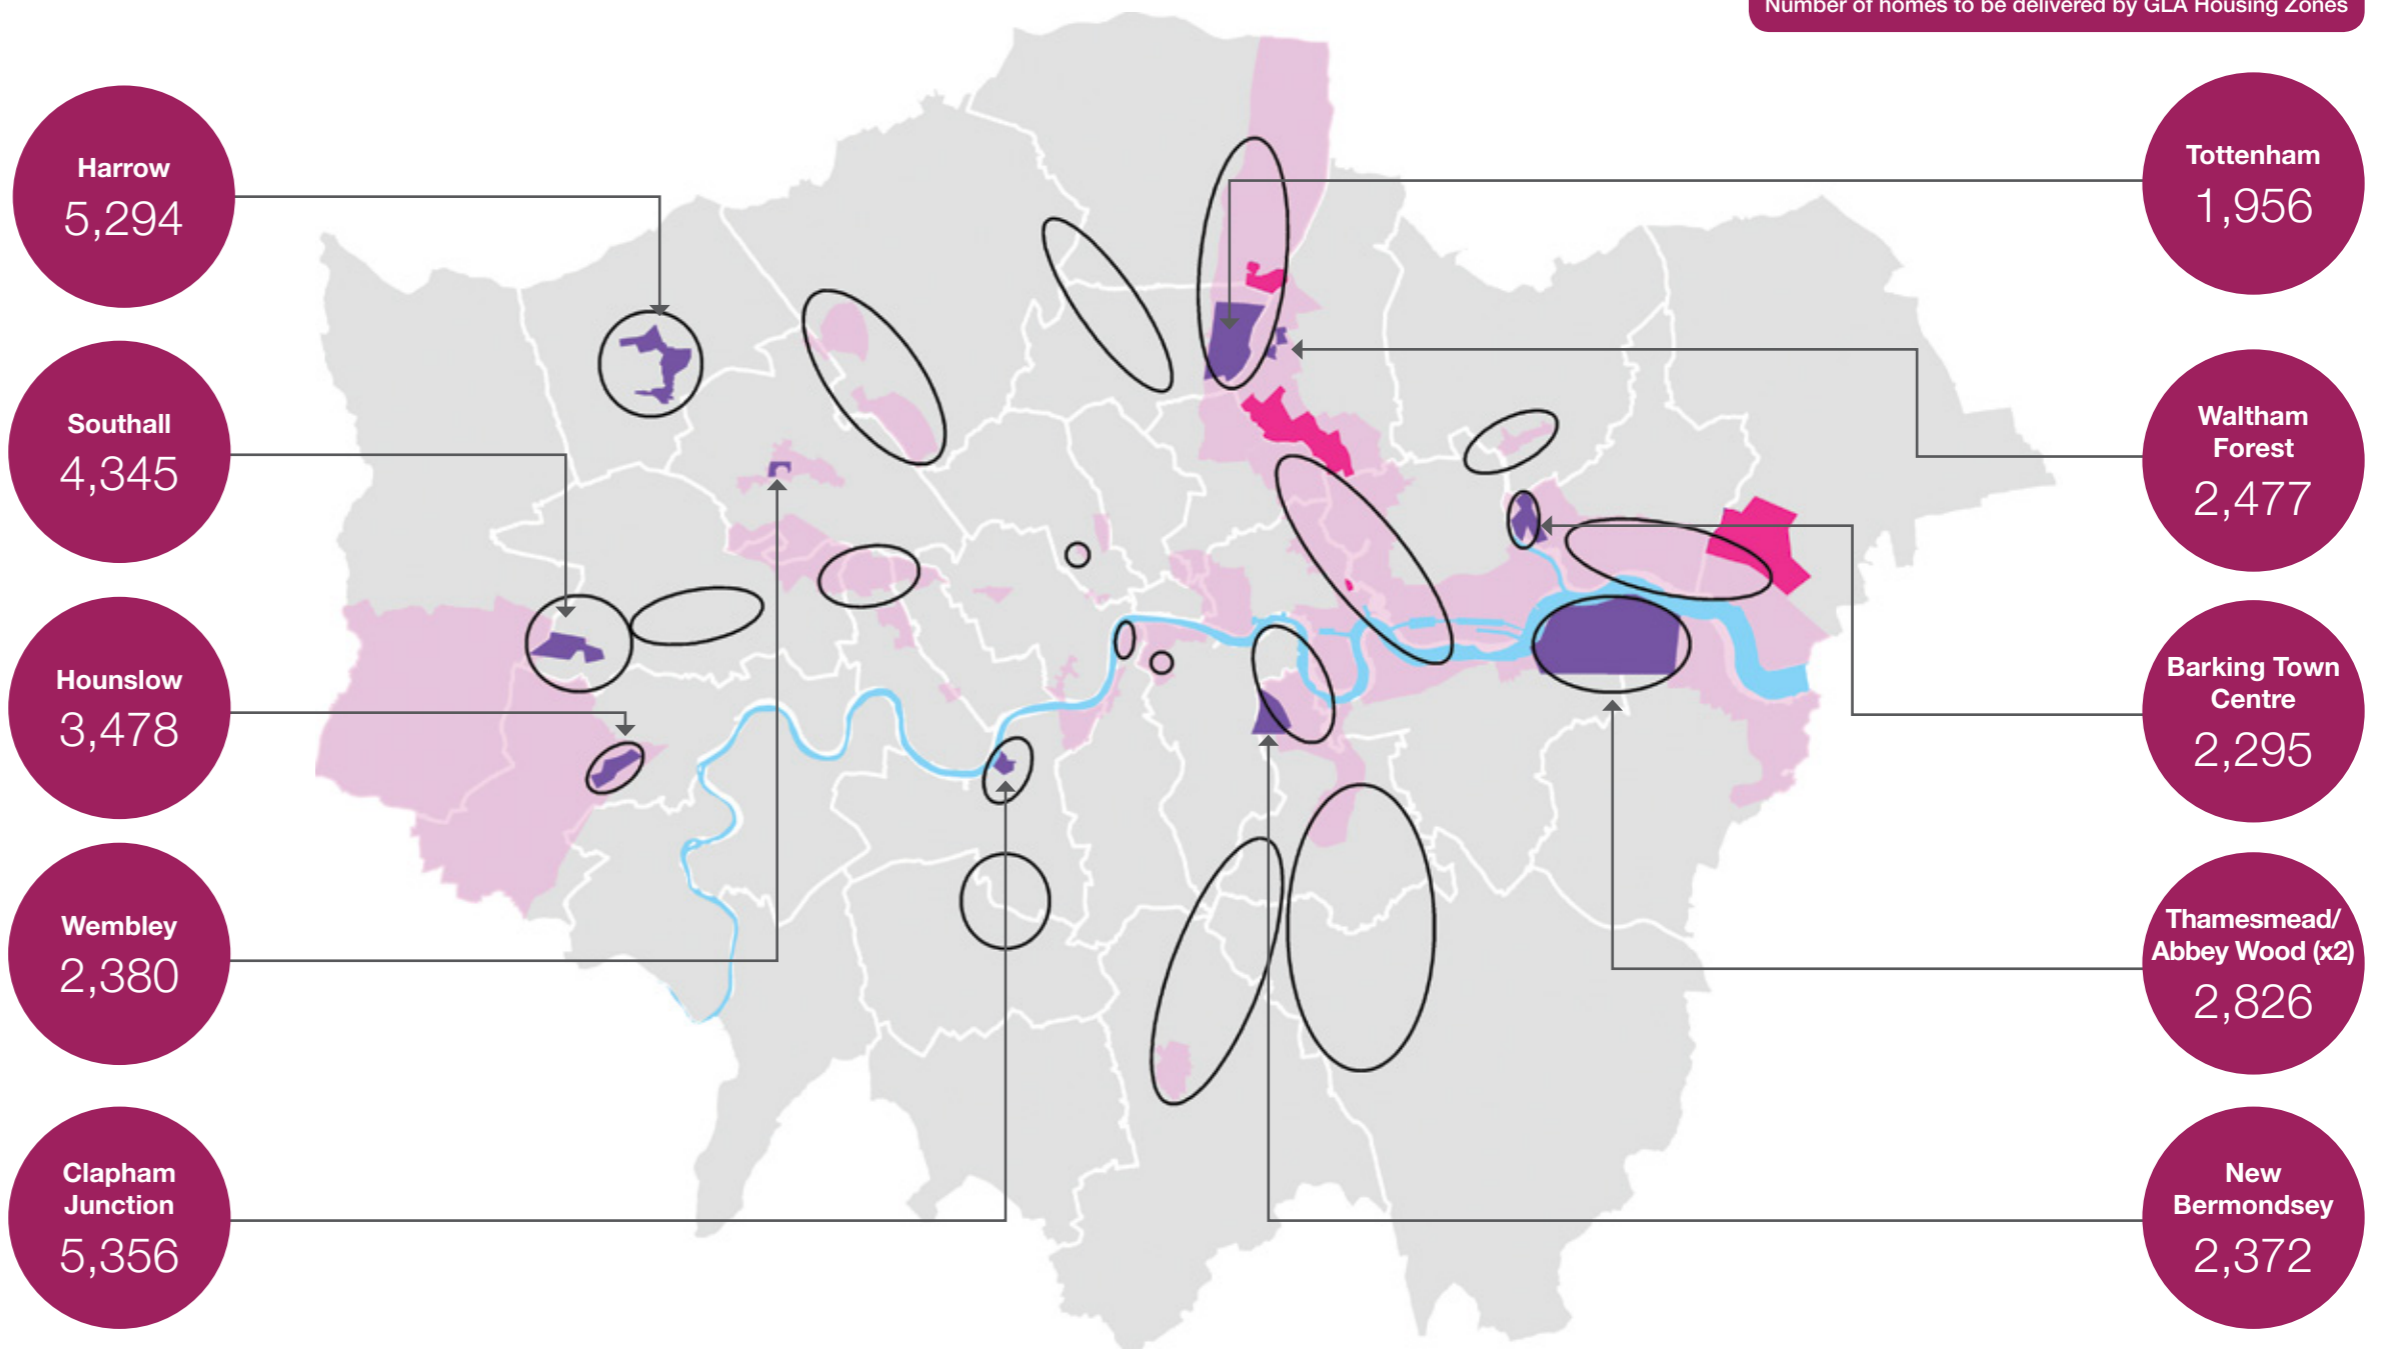 Number of homes to be delivered by GLA Housing Zones
Harrow
5,294
Southall
4,345
Hounslow
3,478
Wembley
2,380
Clapham
Junction
5,356
Tottenham
1,956
Waltham
Forest
2,477
Barking Town
Centre
2,295
Thamesmead/
Abbey Wood (x2)
2,826
New
Bermondsey
2,372